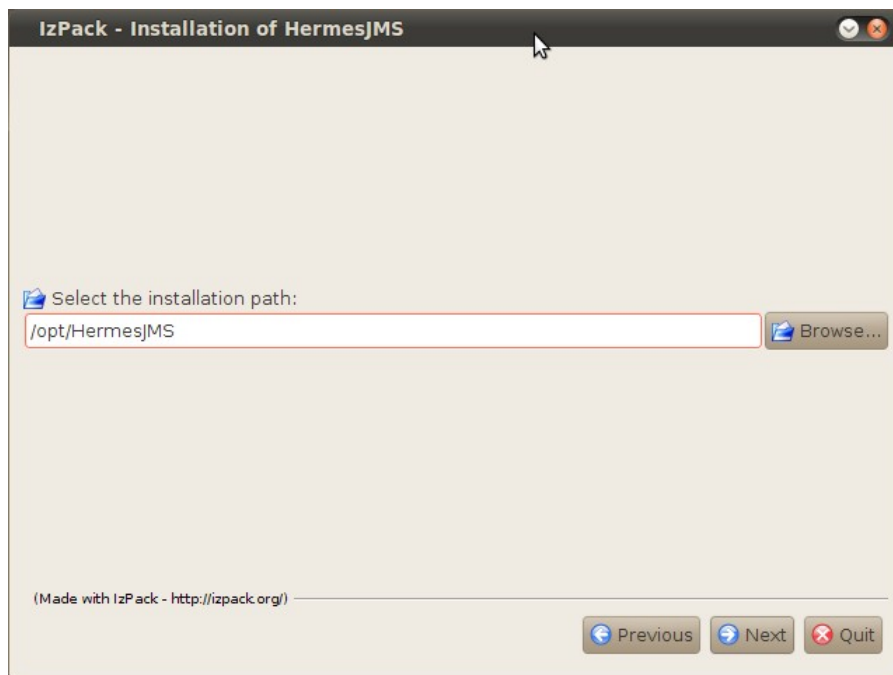 IzPack - Installation of HermesJMS
Select the installation path:
/opt/HermesJMS
Browse...
(Made with IzPack - http://izpack.org/)
Previous
Next
Quit